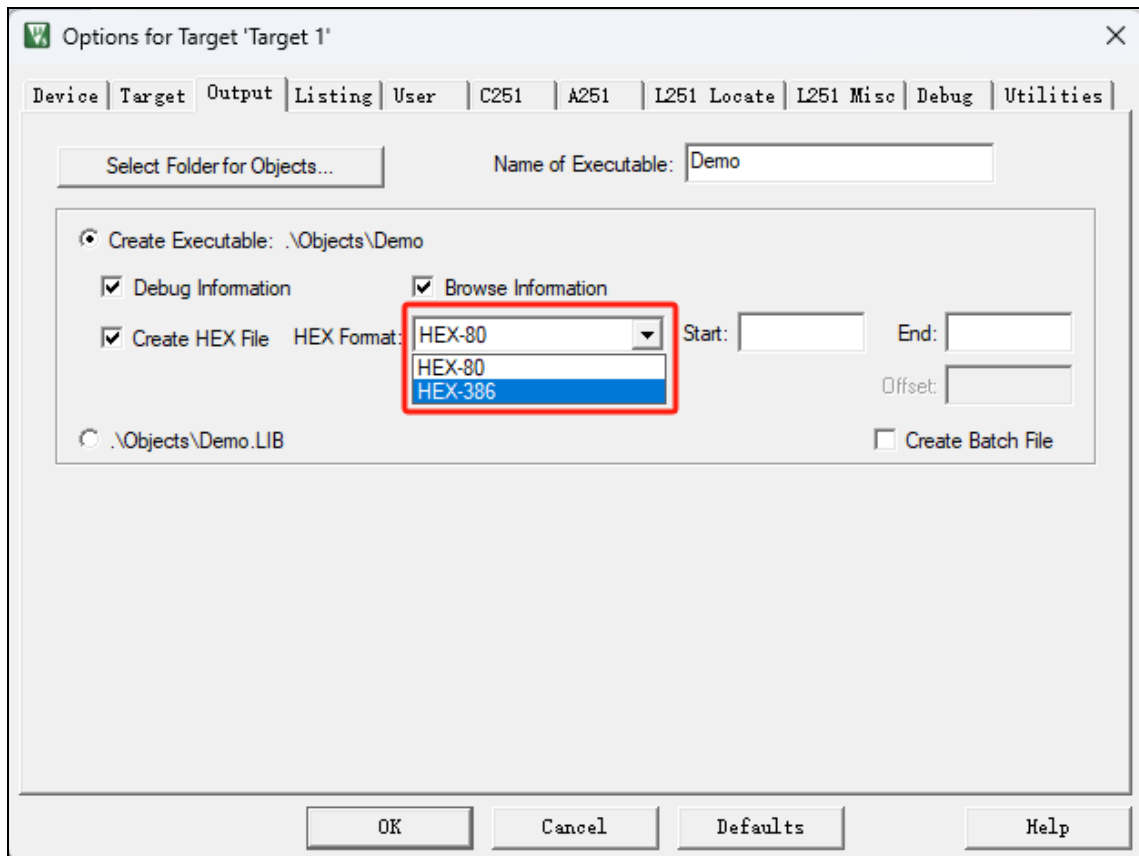 Options for Target 'Target 1'
Device Target Output Listing User C251 A251 L251 Locate L251 Misc Debug Utilities
Select Folder for Objects... Name of Executable: Demo
Create Executable: .\Objects\Demo
Debug Information Browse Information
Create HEX File HEX Format: HEX-80 Start: End:
HEX-80
HEX-386 Offset:
.\Objects\Demo.LIB Create Batch File
OK Cancel Defaults Help